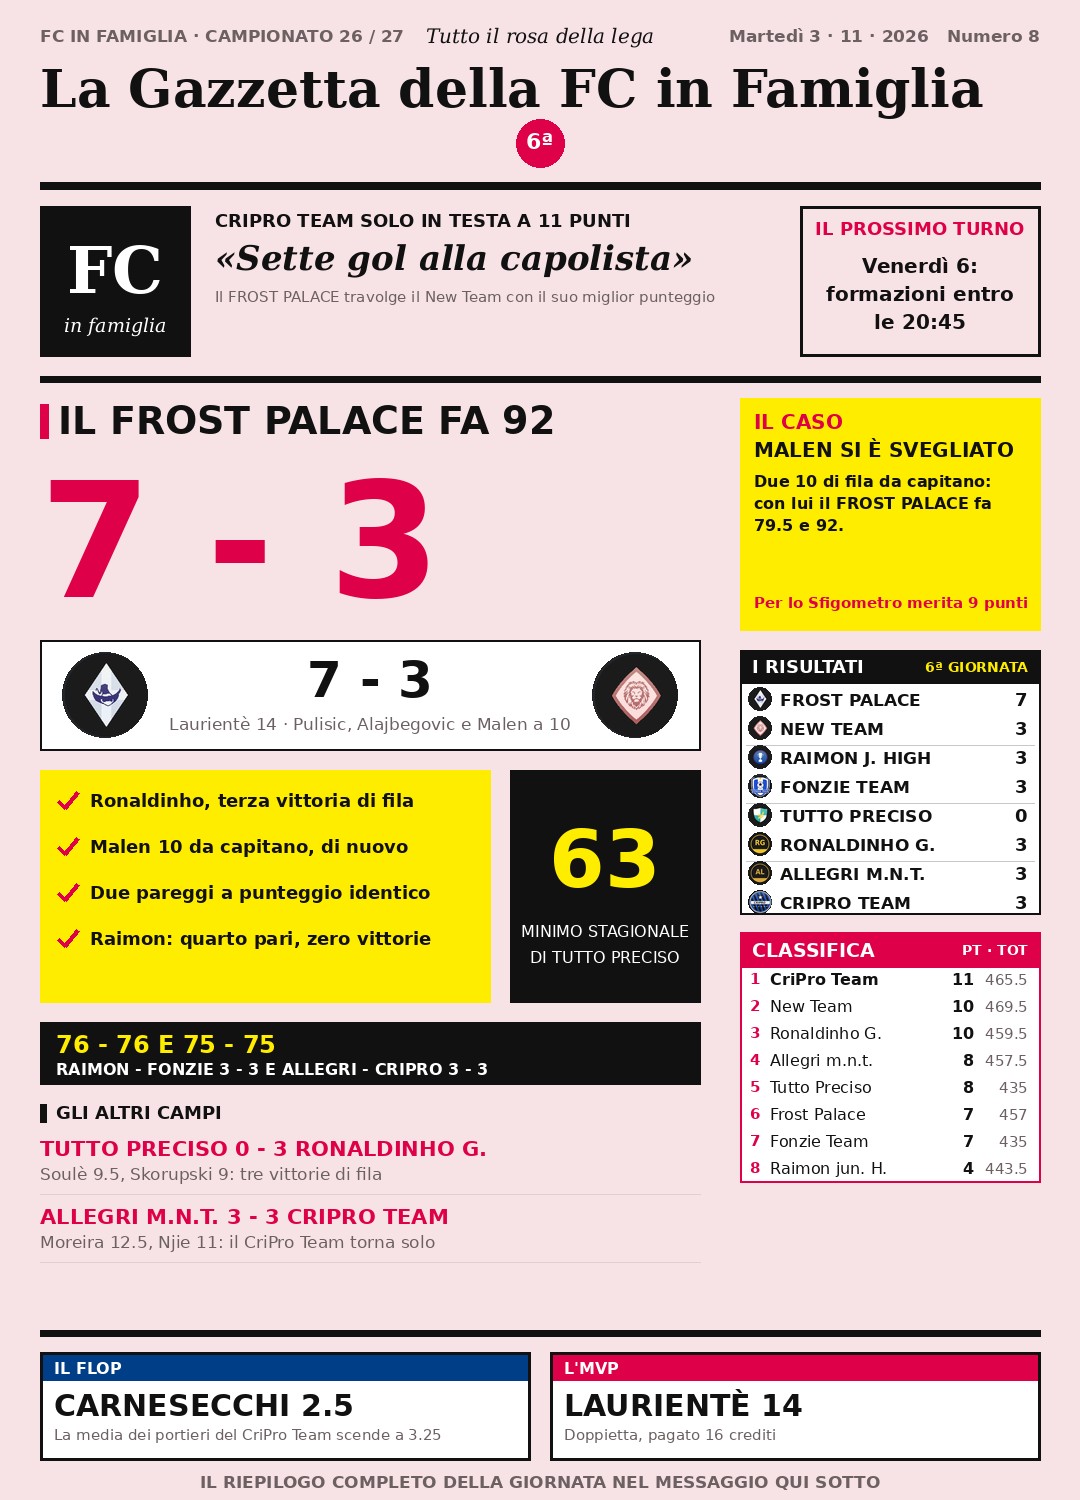 FC IN FAMIGLIA · CAMPIONATO 26 / 27 Tutto il rosa della lega Martedì 3 · 11 · 2026 Numero 8
La Gazzetta della FC in Famiglia
6ª
FC
in famiglia
CRIPRO TEAM SOLO IN TESTA A 11 PUNTI
«Sette gol alla capolista»
Il FROST PALACE travolge il New Team con il suo miglior punteggio
IL PROSSIMO TURNO
Venerdì 6:
formazioni entro
le 20:45
IL FROST PALACE FA 92
7 - 3
7 - 3
Laurientè 14 · Pulisic, Alajbegovic e Malen a 10
Ronaldinho, terza vittoria di fila
Malen 10 da capitano, di nuovo
Due pareggi a punteggio identico
Raimon: quarto pari, zero vittorie
63
MINIMO STAGIONALE
DI TUTTO PRECISO
76 - 76 E 75 - 75
RAIMON - FONZIE 3 - 3 E ALLEGRI - CRIPRO 3 - 3
GLI ALTRI CAMPI
TUTTO PRECISO 0 - 3 RONALDINHO G.
Soulè 9.5, Skorupski 9: tre vittorie di fila
ALLEGRI M.N.T. 3 - 3 CRIPRO TEAM
Moreira 12.5, Njie 11: il CriPro Team torna solo
IL CASO
MALEN SI È SVEGLIATO
Due 10 di fila da capitano:
con lui il FROST PALACE fa
79.5 e 92.
Per lo Sfigometro merita 9 punti
I RISULTATI 6ª GIORNATA
FROST PALACE 7
NEW TEAM 3
RAIMON J. HIGH 3
FONZIE TEAM 3
TUTTO PRECISO 0
RG RONALDINHO G. 3
AL ALLEGRI M.N.T. 3
CRIPRO TEAM 3
CLASSIFICA PT · TOT
1 CriPro Team 11 465.5
2 New Team 10 469.5
3 Ronaldinho G. 10 459.5
4 Allegri m.n.t. 8 457.5
5 Tutto Preciso 8 435
6 Frost Palace 7 457
7 Fonzie Team 7 435
8 Raimon jun. H. 4 443.5
IL FLOP
CARNESECCHI 2.5
La media dei portieri del CriPro Team scende a 3.25
L'MVP
LAURIENTÈ 14
Doppietta, pagato 16 crediti
IL RIEPILOGO COMPLETO DELLA GIORNATA NEL MESSAGGIO QUI SOTTO